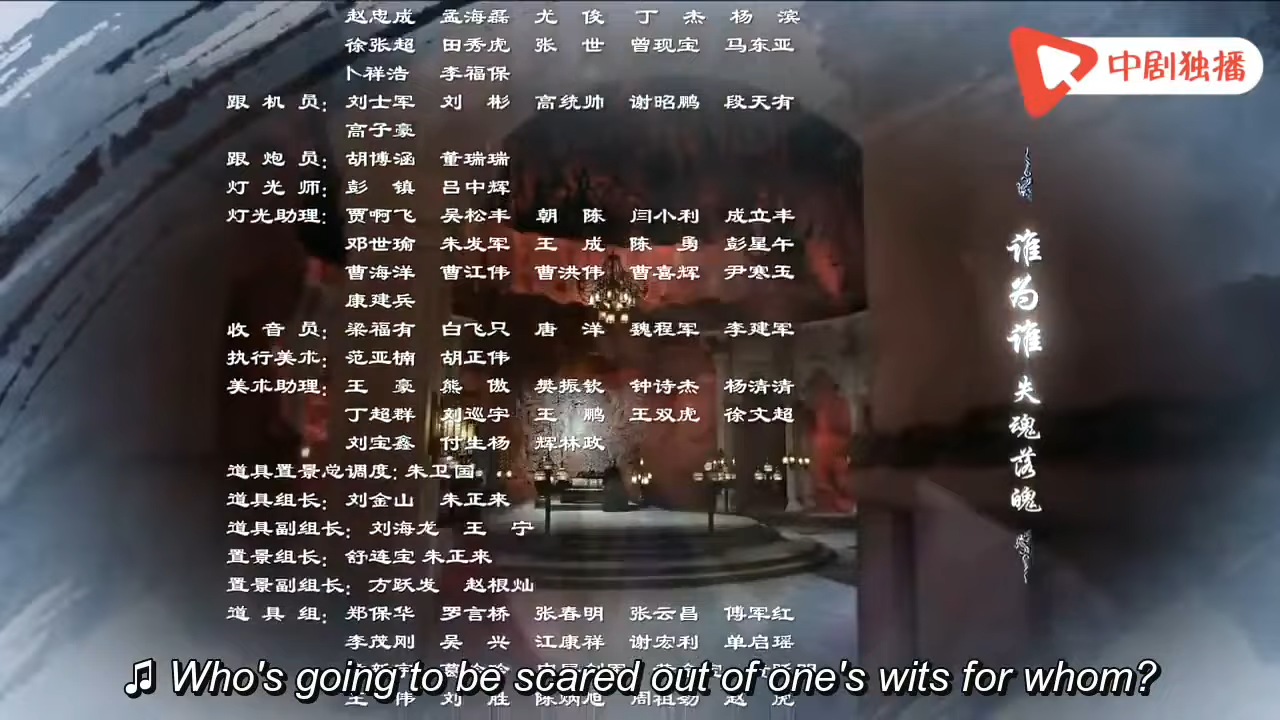 赵忠成 孟海磊 尤 俊 丁 杰 杨 滨
徐张超 田秀虎 张 世 曾现宝 马东亚
卜祥浩 李福保
跟 机 员: 刘士军 刘 彬 高统帅 谢昭鹏 段天有
高子豪
跟 炮 员: 胡博涵 董瑞瑞
灯 光 师: 彭 镇 吕中辉
灯光助理: 贾啊飞 吴松丰 朝 陈 闫小利 成立丰
邓世瑜 朱发军 王 成 陈 勇 彭星午
曹海洋 曹江伟 曹洪伟 曹喜辉 尹寒玉
康建兵
收 音 员: 梁福有 白飞只 唐 洋 魏程军 李建军
执行美术: 范亚楠 胡正伟
美术助理: 王 豪 熊 傲 樊振钦 钟诗杰 杨清清
丁超群 刘巡宇 王 鹏 王双虎 徐文超
刘宝鑫 付生杨 辉林政
道具置景总调度: 朱卫国
道具组长: 刘金山 朱正来
道具副组长: 刘海龙 王 宁
置景组长: 舒连宝 朱正来
置景副组长: 方跃发 赵根灿
道 具 组: 郑保华 罗言桥 张春明 张云昌 傅军红
李茂刚 吴 兴 江康祥 谢宏利 单启瑶
王 伟 刘 胜 陈炳旭 周祖劲 赵 虎
中剧独播
谁为谁失魂落魄
♫ Who's going to be scared out of one's wits for whom?